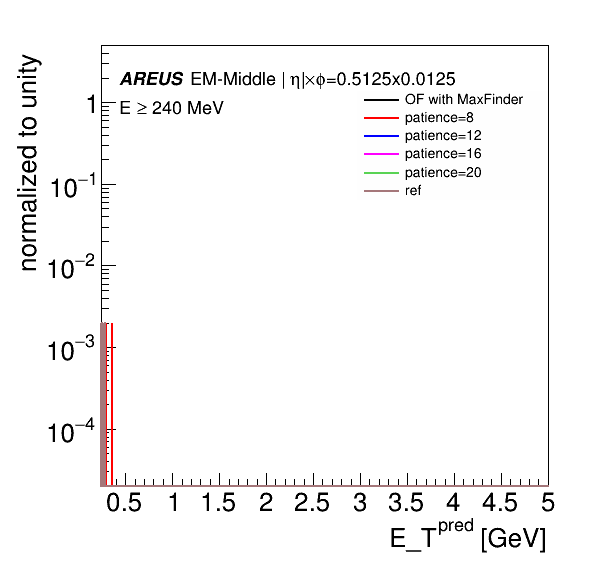 normalized to unity
AREUS EM-Middle | η|×ϕ=0.5125x0.0125
E ≥ 240 MeV
OF with MaxFinder
patience=8
patience=12
patience=16
patience=20
ref
1
10⁻¹
10⁻²
10⁻³
10⁻⁴
0.5 1 1.5 2 2.5 3 3.5 4 4.5 5
E_T^pred [GeV]